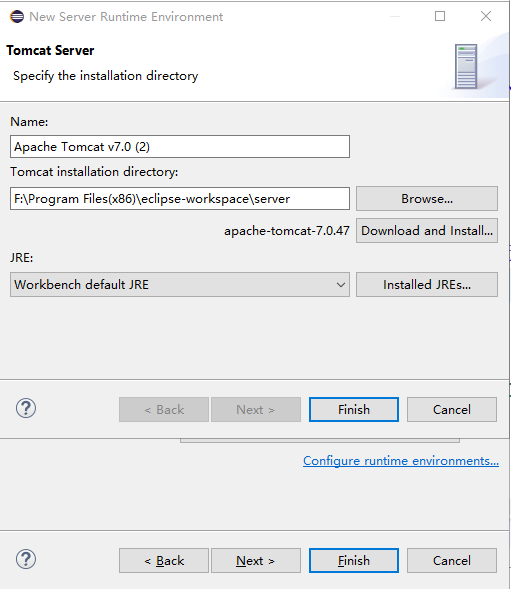 New Server Runtime Environment
Tomcat Server
Specify the installation directory
Name:
Apache Tomcat v7.0 (2)
Tomcat installation directory:
F:\Program Files(x86)\eclipse-workspace\server
Browse...
apache-tomcat-7.0.47
Download and Install...
JRE:
Workbench default JRE
Installed JREs...
?
< Back
Next >
Finish
Cancel
Configure runtime environments...
?
< Back
Next >
Finish
Cancel